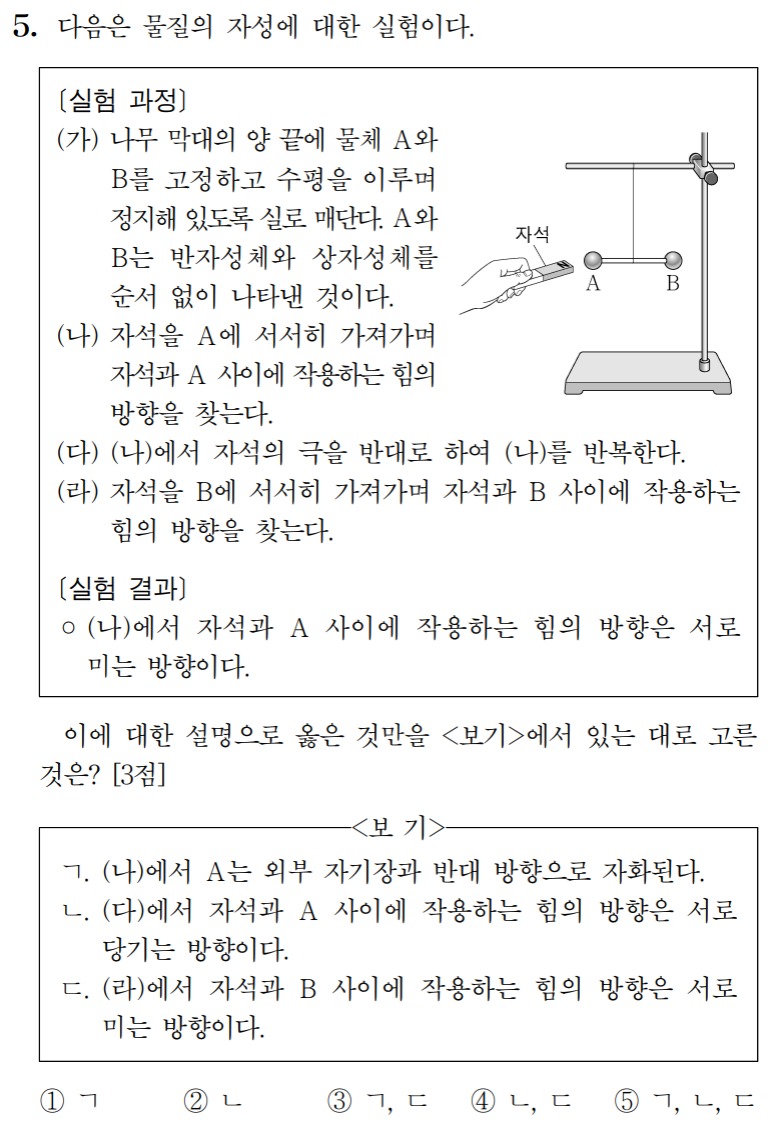 5. 다음은 물질의 자성에 대한 실험이다.
〔실험 과정〕
(가) 나무 막대의 양 끝에 물체 A와
B를 고정하고 수평을 이루며
정지해 있도록 실로 매단다. A와
B는 반자성체와 상자성체를
순서 없이 나타낸 것이다.
자석
A B
(나) 자석을 A에 서서히 가져가며
자석과 A 사이에 작용하는 힘의
방향을 찾는다.
(다) (나)에서 자석의 극을 반대로 하여 (나)를 반복한다.
(라) 자석을 B에 서서히 가져가며 자석과 B 사이에 작용하는
힘의 방향을 찾는다.
〔실험 결과〕
○ (나)에서 자석과 A 사이에 작용하는 힘의 방향은 서로
미는 방향이다.
이에 대한 설명으로 옳은 것만을 <보기>에서 있는 대로 고른
것은? [3점]
<보 기>
ㄱ. (나)에서 A는 외부 자기장과 반대 방향으로 자화된다.
ㄴ. (다)에서 자석과 A 사이에 작용하는 힘의 방향은 서로
당기는 방향이다.
ㄷ. (라)에서 자석과 B 사이에 작용하는 힘의 방향은 서로
미는 방향이다.
① ㄱ ② ㄴ ③ ㄱ, ㄷ ④ ㄴ, ㄷ ⑤ ㄱ, ㄴ, ㄷ